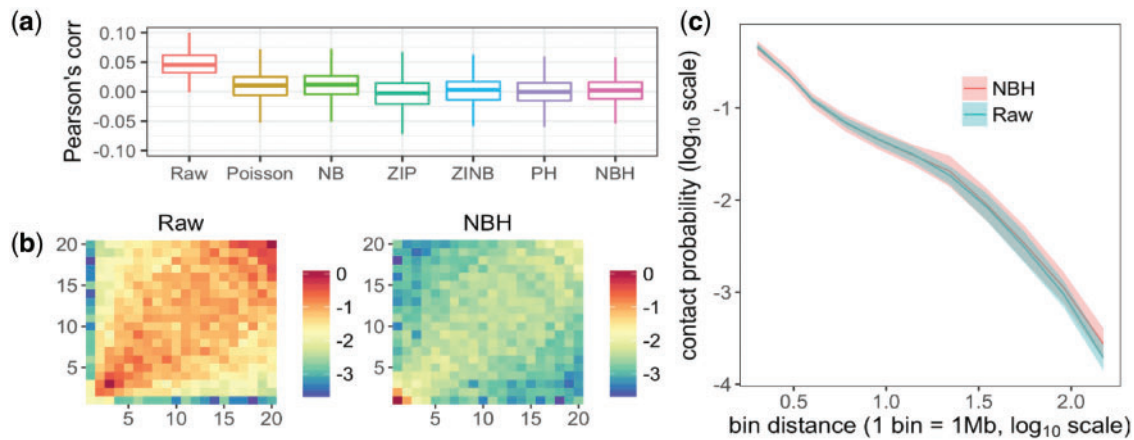 (a)
Pearson's corr
0.10
0.05
0.00
-0.05
-0.10
Raw Poisson NB ZIP ZINB PH NBH
(b)
Raw
20
15
10
5
5 10 15 20
0
-1
-2
-3
NBH
20
15
10
5
5 10 15 20
0
-1
-2
-3
(c)
contact probability (log10 scale)
-1
-2
-3
-4
NBH
Raw
0.5 1.0 1.5 2.0
bin distance (1 bin = 1Mb, log10 scale)